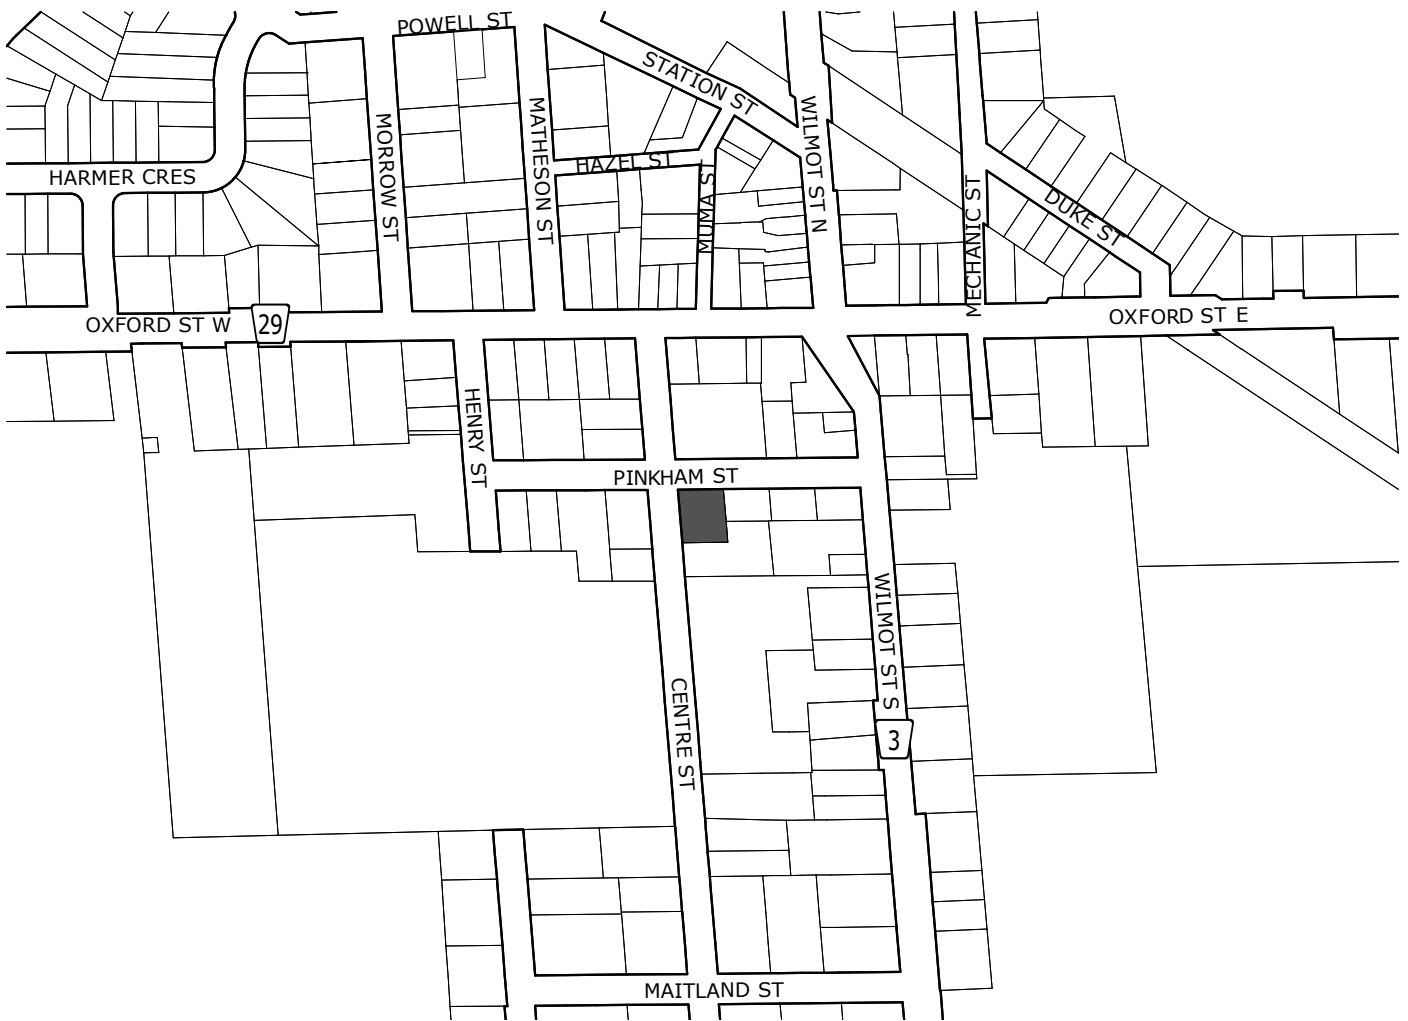 POWELL ST
STATION ST
MATHESON ST
WILMOT ST N
MORROW ST
HAZEL ST
HARMER CRES
MUMA ST
MECHANIC ST
DUKE ST
OXFORD ST W
29
OXFORD ST E
HENRY ST
PINKHAM ST
WILMOT ST S
CENTRE ST
3
MAITLAND ST